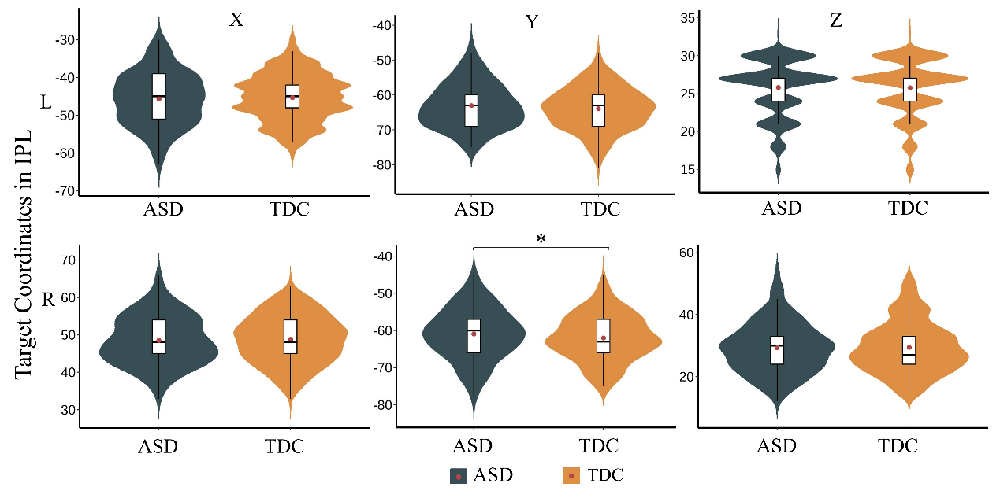 Target Coordinates in IPL
X
Y
Z
L
-30
-40
-50
-60
-70
-40
-50
-60
-70
-80
35
30
25
20
15
ASD TDC
ASD TDC
ASD TDC
R
70
60
50
40
30
*
-40
-50
-60
-70
-80
60
40
20
ASD TDC
ASD TDC
ASD TDC
ASD TDC